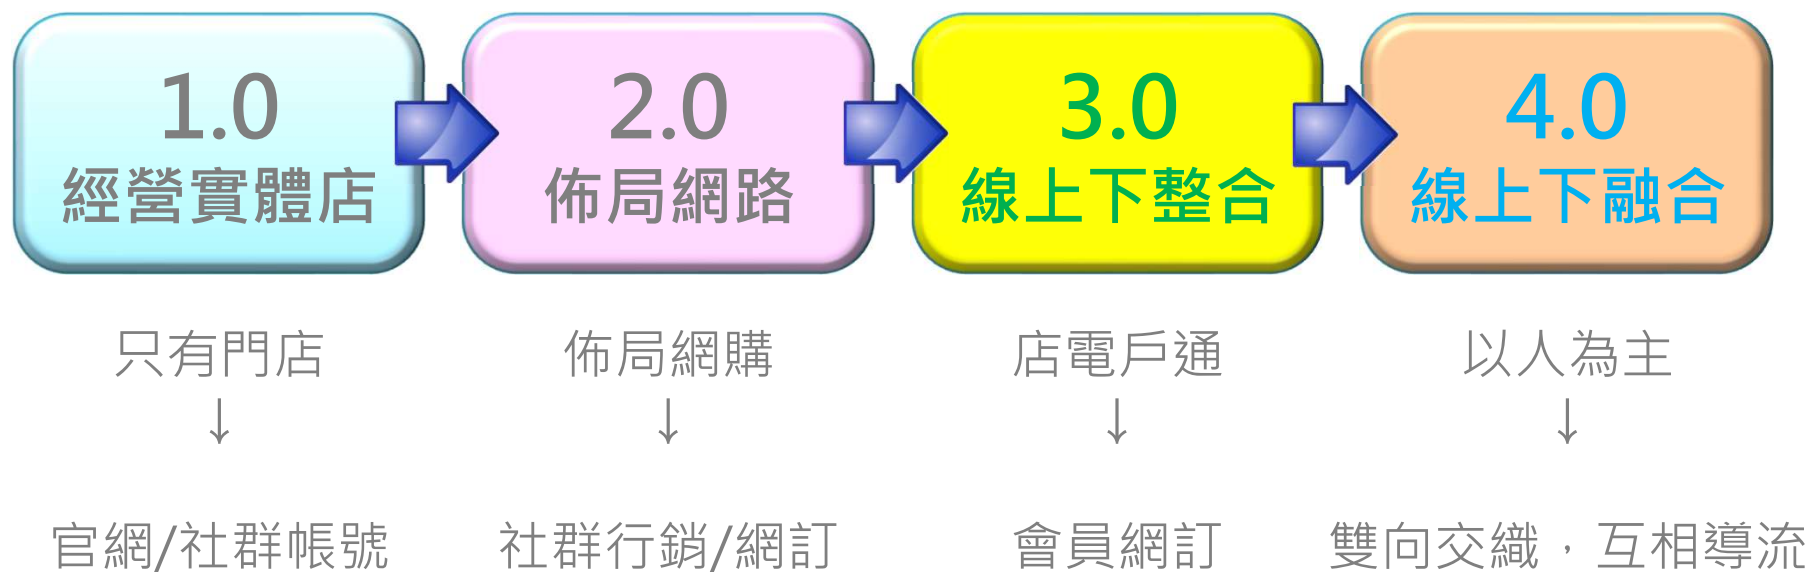 1.0
經營實體店
2.0
佈局網路
3.0
線上下整合
4.0
線上下融合
只有門店
↓
官網/社群帳號
佈局網購
↓
社群行銷/網訂
店電戶通
↓
會員網訂
以人為主
↓
雙向交織，互相導流